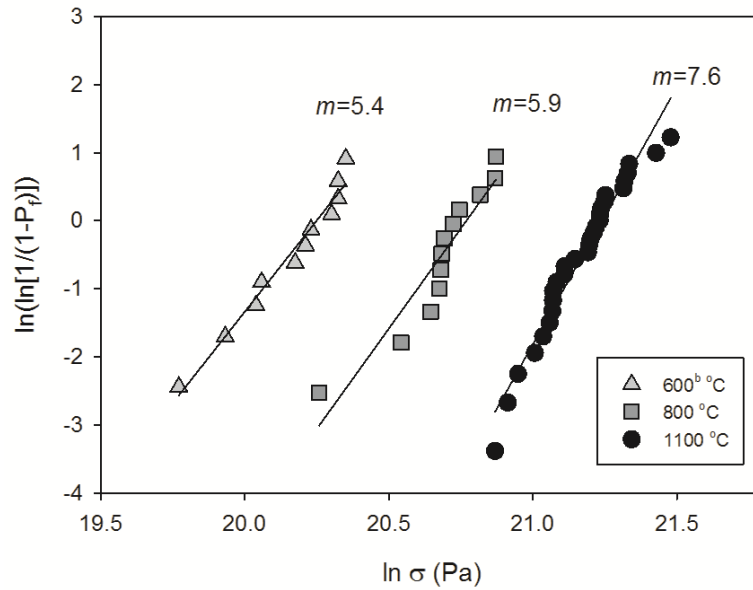 3
2
1
0
-1
-2
-3
-4
ln(ln[1/(1-P_f)])
m=5.4
m=5.9
m=7.6
600ᵇ °C
800 °C
1100 °C
19.5 20.0 20.5 21.0 21.5
ln σ (Pa)